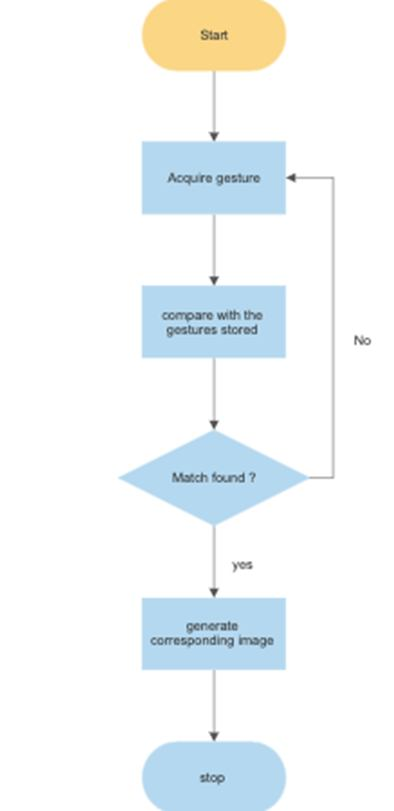 Start
Acquire gesture
compare with the
gestures stored
No
Match found ?
yes
generate
corresponding image
stop